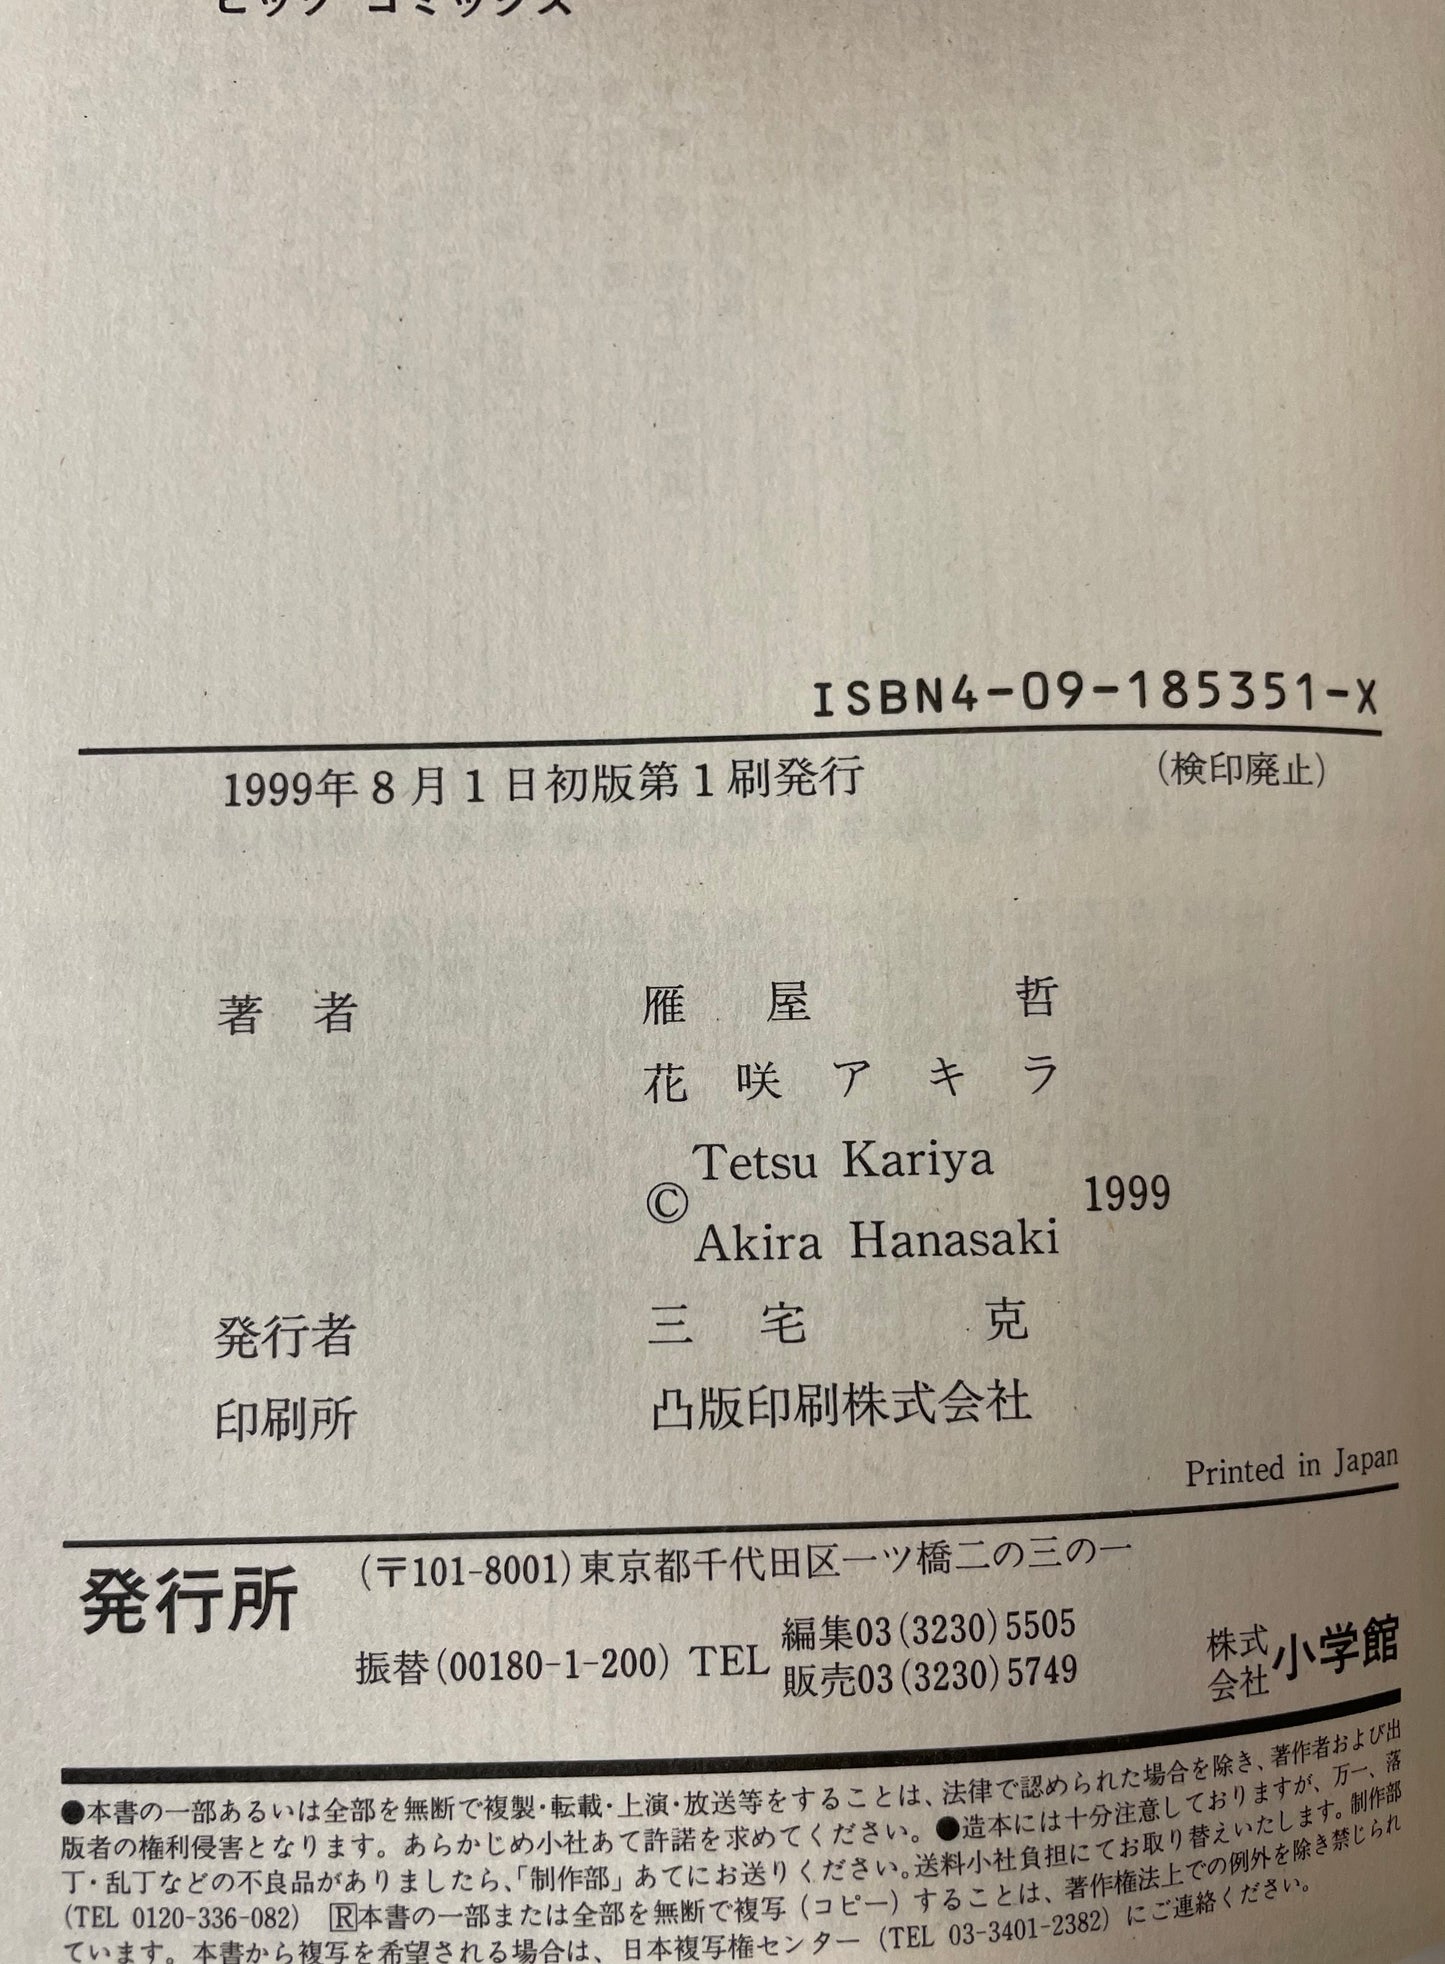 ビッグ コミックス
ISBN4-09-185351-X
1999年8月1日初版第1刷発行 (検印廃止)
著者 雁屋 哲
花咲アキラ
© Tetsu Kariya
Akira Hanasaki 1999
発行者 三宅 克
印刷所 凸版印刷株式会社
Printed in Japan
発行所 (〒101-8001)東京都千代田区一ツ橋二の三の一
振替(00180-1-200) TEL 編集03(3230)5505
販売03(3230)5749
株式会社 小学館
●本書の一部あるいは全部を無断で複製・転載・上演・放送等をすることは、法律で認められた場合を除き、著作者および出
版者の権利侵害となります。あらかじめ小社あて許諾を求めてください。●造本には十分注意しておりますが、万一、落
丁・乱丁などの不良品がありましたら、「制作部」あてにお送りください。送料小社負担にてお取り替えいたします。制作部
(TEL 0120-336-082) Ⓡ本書の一部または全部を無断で複写(コピー)することは、著作権法上での例外を除き禁じられ
ています。本書から複写を希望される場合は、日本複写権センター(TEL 03-3401-2382)にご連絡ください。